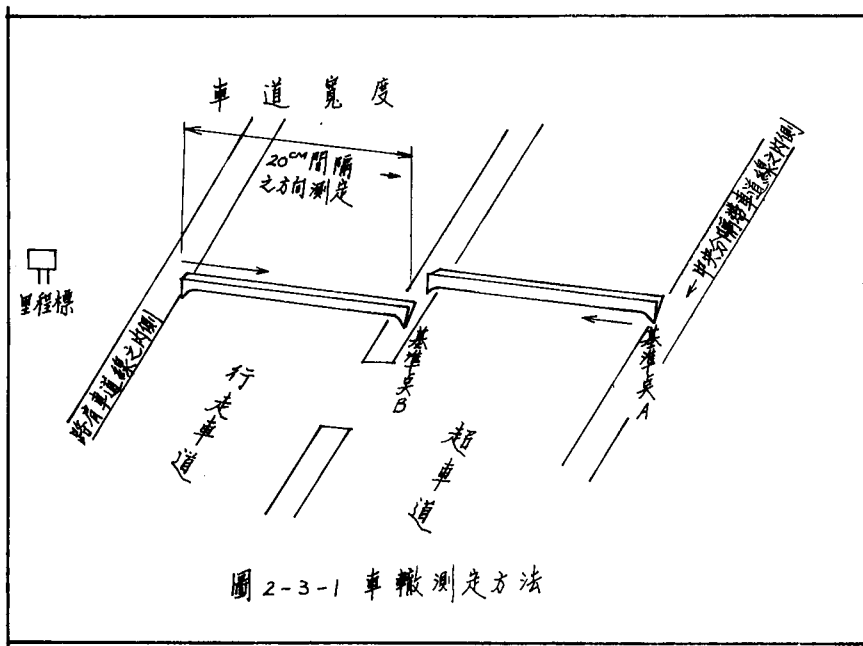 車道寬度
20cm間隔
之方向測定
里程標
路肩車道線之內側
中央分隔帶車道線之內側
行走車道
基準点B
超車道
基準点A
圖2-3-1 車轍測定方法